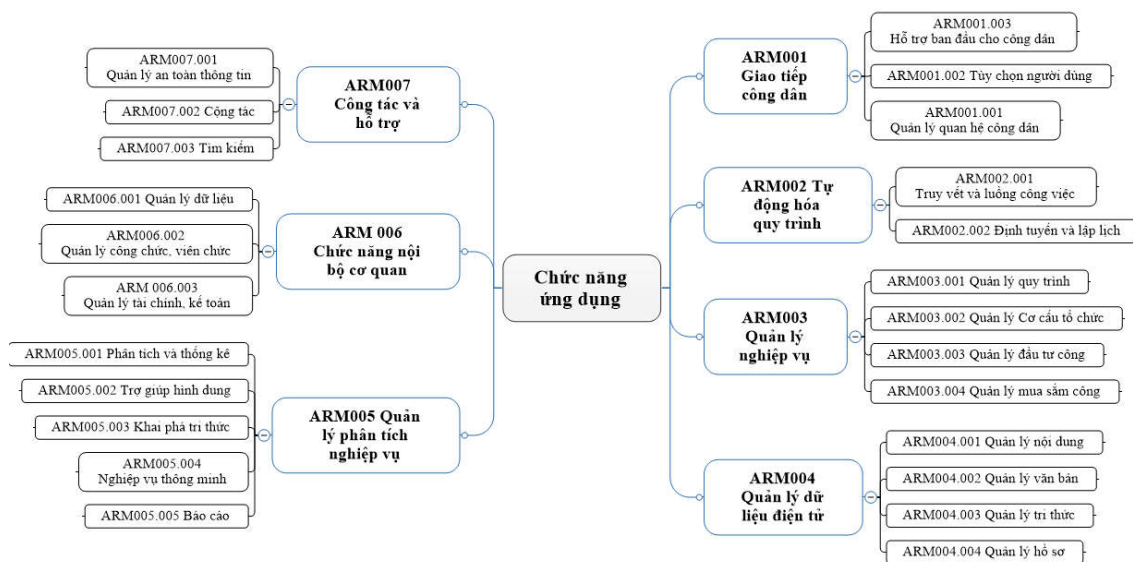 Chức năng
ứng dụng
ARM001
Giao tiếp
công dân
ARM001.003
Hỗ trợ ban đầu cho công dân
ARM001.002 Tùy chọn người dùng
ARM001.001
Quản lý quan hệ công dân
ARM002 Tự
động hóa
quy trình
ARM002.001
Truy vết và luồng công việc
ARM002.002 Định tuyến và lập lịch
ARM003
Quản lý
nghiệp vụ
ARM003.001 Quản lý quy trình
ARM003.002 Quản lý Cơ cấu tổ chức
ARM003.003 Quản lý đầu tư công
ARM003.004 Quản lý mua sắm công
ARM004
Quản lý dữ
liệu điện tử
ARM004.001 Quản lý nội dung
ARM004.002 Quản lý văn bản
ARM004.003 Quản lý tri thức
ARM004.004 Quản lý hồ sơ
ARM007
Công tác và
hỗ trợ
ARM007.001
Quản lý an toàn thông tin
ARM007.002 Cộng tác
ARM007.003 Tìm kiếm
ARM 006
Chức năng nội
bộ cơ quan
ARM006.001 Quản lý dữ liệu
ARM006.002
Quản lý công chức, viên chức
ARM 006.003
Quản lý tài chính, kế toán
ARM005 Quản
lý phân tích
nghiệp vụ
ARM005.001 Phân tích và thống kê
ARM005.002 Trợ giúp hình dung
ARM005.003 Khai phá tri thức
ARM005.004
Nghiệp vụ thông minh
ARM005.005 Báo cáo